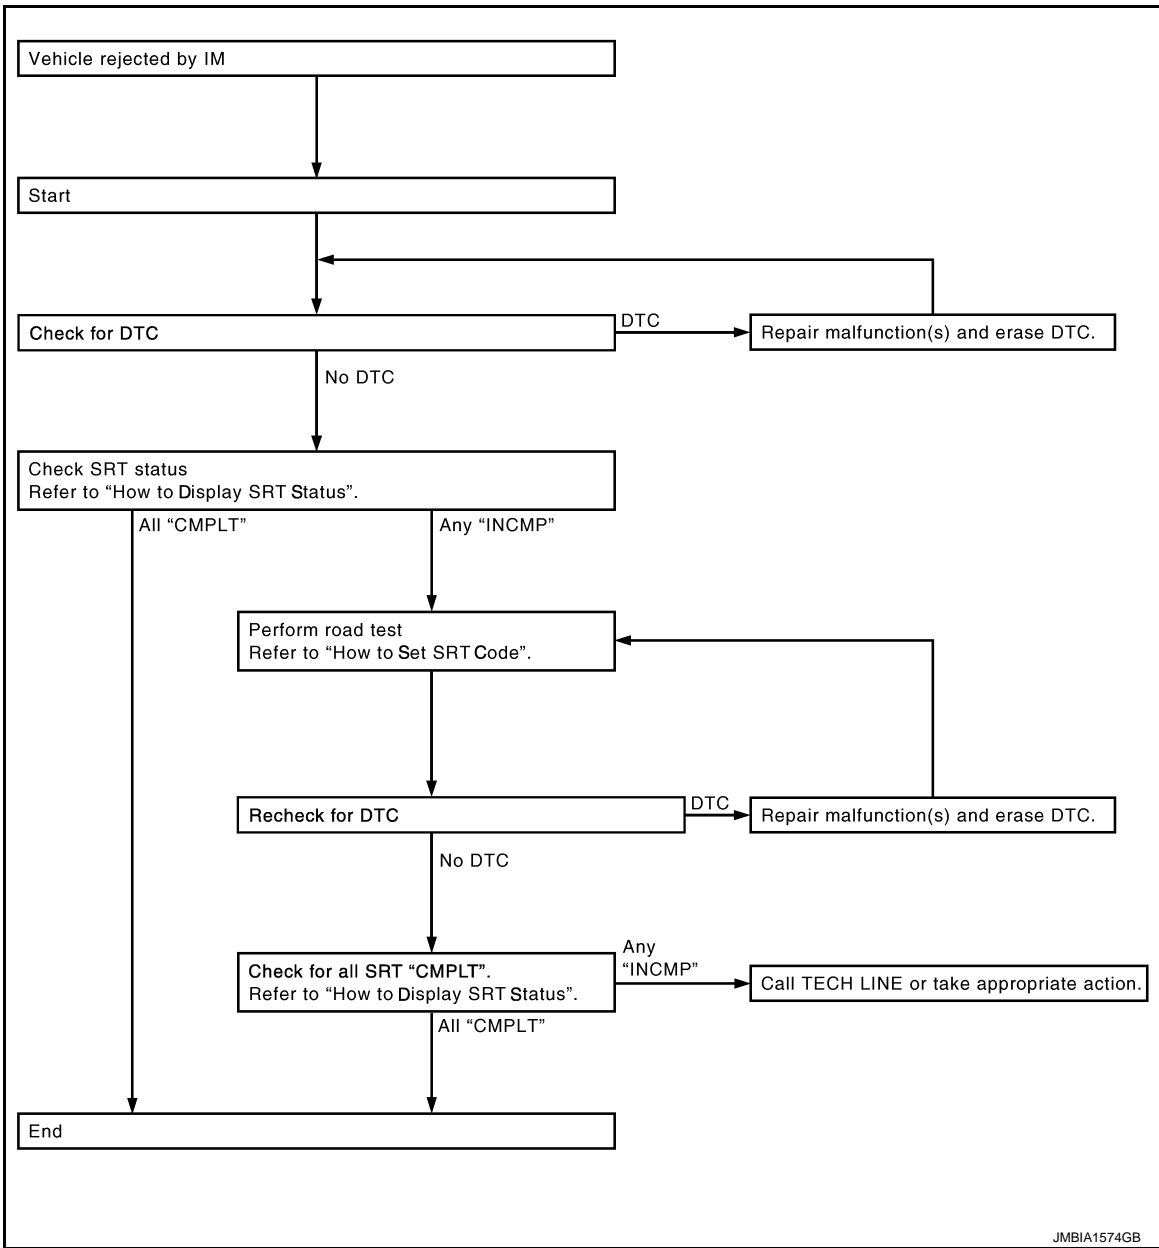 Vehicle rejected by IM
Start
Check for DTC
DTC
Repair malfunction(s) and erase DTC.
No DTC
Check SRT status
Refer to “How to Display SRT Status”.
All “CMPLT”
Any “INCMP”
Perform road test
Refer to “How to Set SRT Code”.
Recheck for DTC
DTC
Repair malfunction(s) and erase DTC.
No DTC
Check for all SRT “CMPLT”.
Refer to “How to Display SRT Status”.
Any
“INCMP”
Call TECH LINE or take appropriate action.
All “CMPLT”
End
JMBIA1574GB